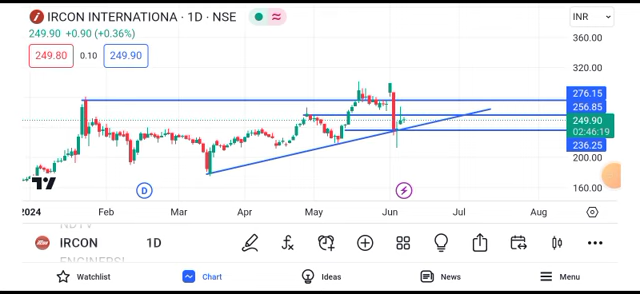 IRCON INTERNATIONA · 1D · NSE
INR
249.90 +0.90 (+0.36%)
249.80 0.10 249.90
360.00
320.00
276.15
256.85
249.90
02:46:19
236.25
200.00
160.00
2024 Feb Mar Apr May Jun Jul Aug
D
NDTV
IRCON 1D
ENGINERSI
Watchlist Chart Ideas News Menu